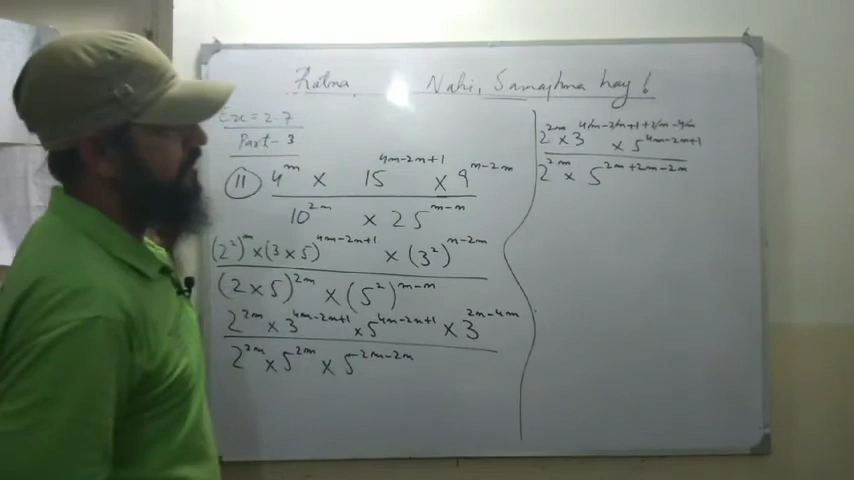 Ratna Nahi, Samajhna hay !
Ex = 2.7
Part - 3
(11) 4^m × 15^{4m-2n+1} × 9^{n-2m}
10^{2m} × 25^{m-n}
(2^2)^m × (3 × 5)^{4m-2n+1} × (3^2)^{n-2m}
(2 × 5)^{2m} × (5^2)^{m-n}
2^{2m} × 3^{4m-2n+1} × 5^{4m-2n+1} × 3^{2n-4m}
2^{2m} × 5^{2m} × 5^{2m-2n}
2^{2m} × 3^{4m-2n+1+2n-4m} × 5^{4m-2n+1}
2^{2m} × 5^{2m+2m-2n}